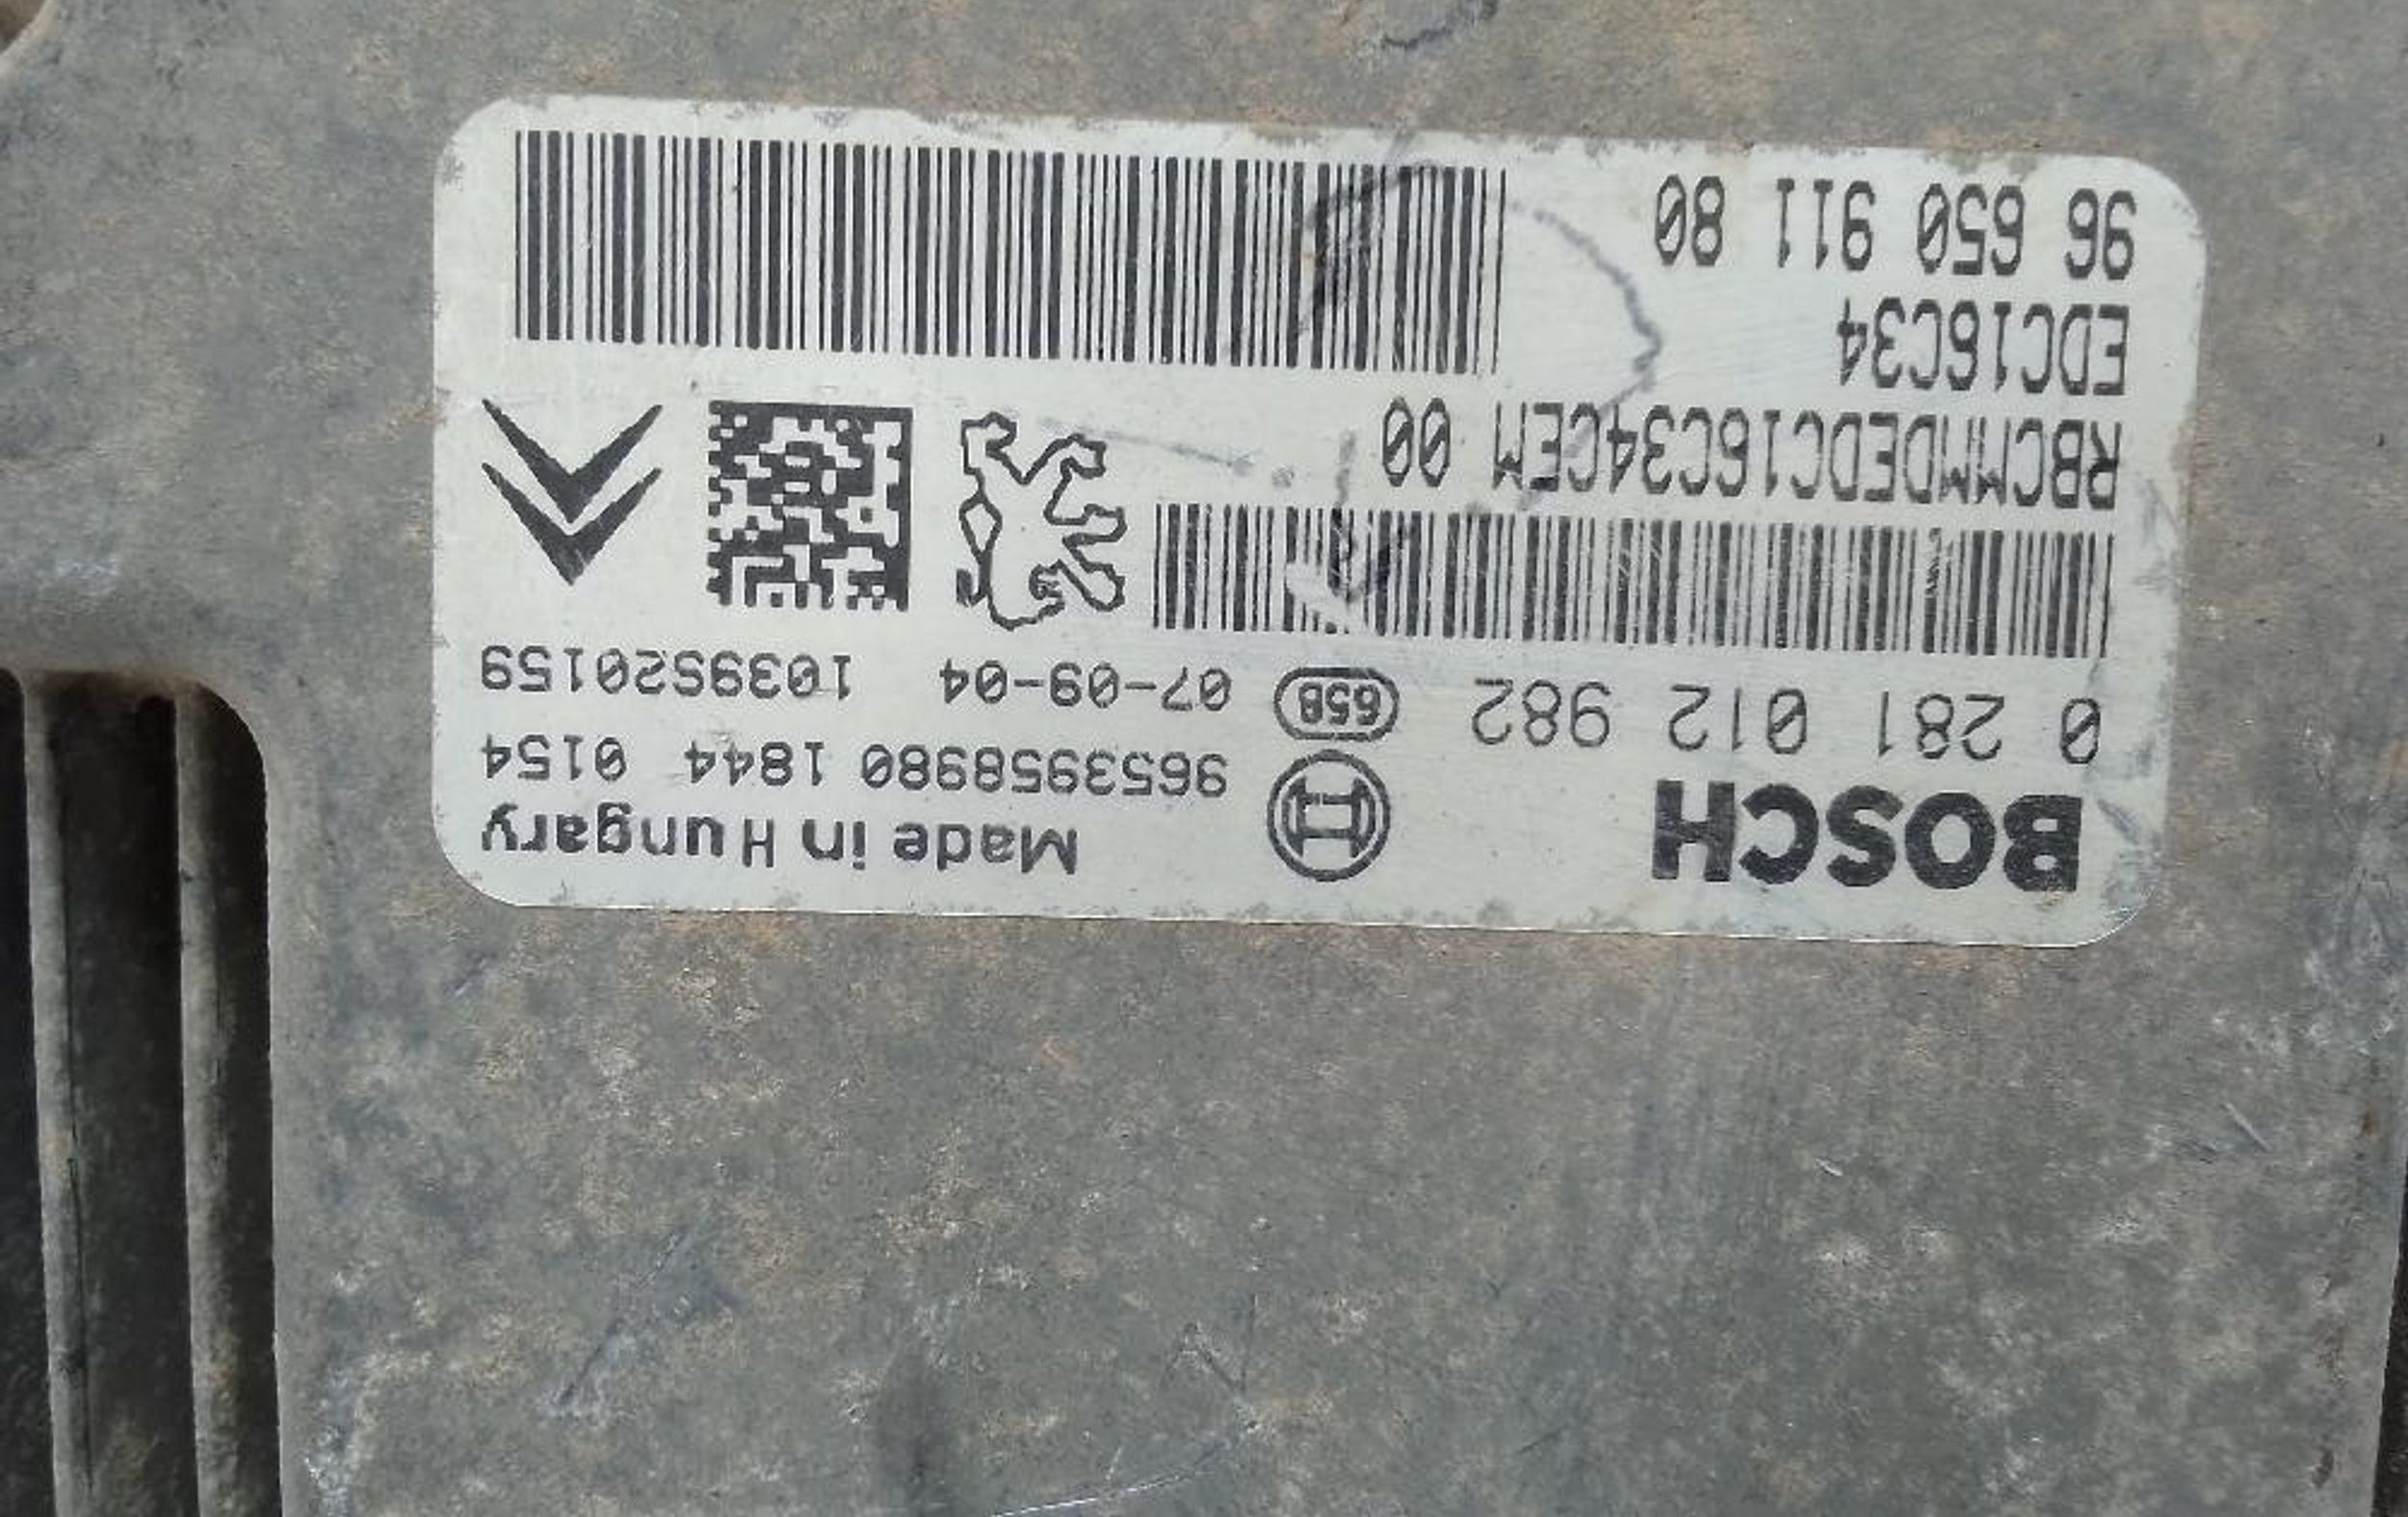 BOSCH
0 281 012 982
RBCMMDEDC16C34CEM 00
EDC16C34
96 650 911 80
Made in Hungary
9653958980 1844 0154
65B 07-09-04 1039S20159